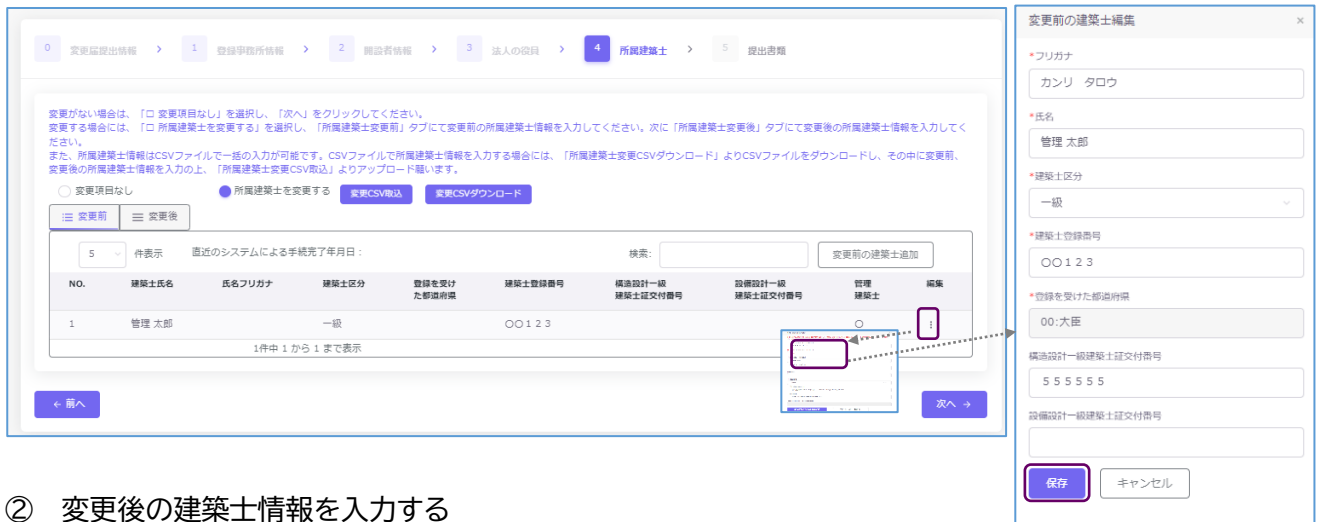 0 変更届提出情報 > 1 登録事務所情報 > 2 開設者情報 > 3 法人の役員 > 4 所属建築士 > 5 提出書類
変更がない場合は、「□ 変更項目なし」を選択し、「次へ」をクリックしてください。
変更する場合には、「□ 所属建築士を変更する」を選択し、「所属建築士変更前」タブにて変更前の所属建築士情報を入力してください。次に「所属建築士変更後」タブにて変更後の所属建築士情報を入力してく
ださい。
また、所属建築士情報はCSVファイルで一括の入力が可能です。CSVファイルで所属建築士情報を入力する場合には、「所属建築士変更CSVダウンロード」よりCSVファイルをダウンロードし、その中に変更前、
変更後の所属建築士情報を入力の上、「所属建築士変更CSV取込」よりアップロード願います。
変更項目なし 所属建築士を変更する 変更CSV取込 変更CSVダウンロード
変更前 変更後
5 件表示 直近のシステムによる手続完了年月日： 検索: 変更前の建築士追加
NO. 建築士氏名 氏名フリガナ 建築士区分 登録を受け 建築士登録番号 構造設計一級 設備設計一級 管理 編集
た都道府県 建築士証交付番号 建築士証交付番号 建築士
1 管理 太郎 一級 〇〇１２３ ○ ⋮
1件中 1 から 1 まで表示
← 前へ 次へ →
変更前の建築士編集 ×
*フリガナ
カンリ　タロウ
*氏名
管理 太郎
*建築士区分
一級
*建築士登録番号
〇〇１２３
*登録を受けた都道府県
00:大臣
構造設計一級建築士証交付番号
５５５５５５
設備設計一級建築士証交付番号
保存 キャンセル
②　変更後の建築士情報を入力する